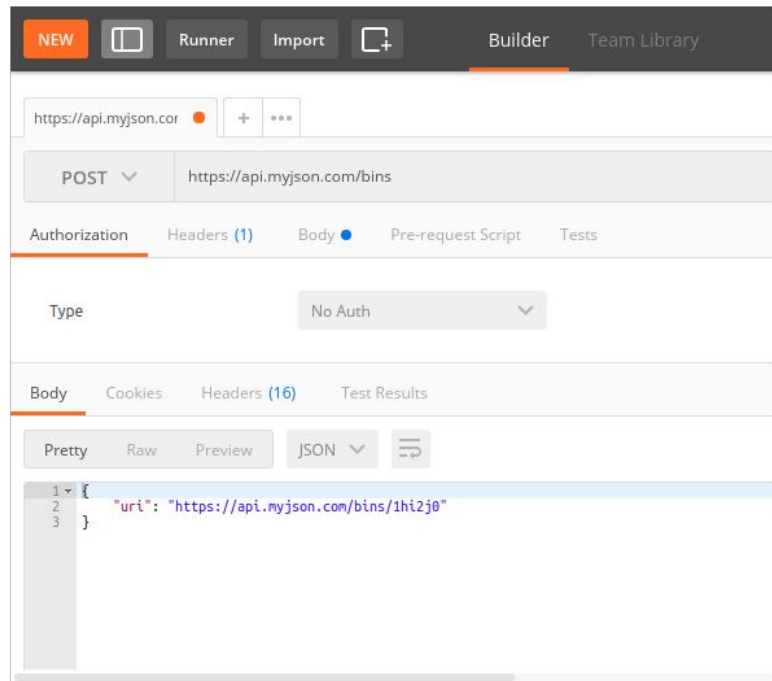 NEW Runner Import Builder Team Library
https://api.myjson.cor + •••
POST https://api.myjson.com/bins
Authorization Headers (1) Body Pre-request Script Tests
Type No Auth
Body Cookies Headers (16) Test Results
Pretty Raw Preview JSON
1 {
2 "uri": "https://api.myjson.com/bins/1hi2j0"
3 }